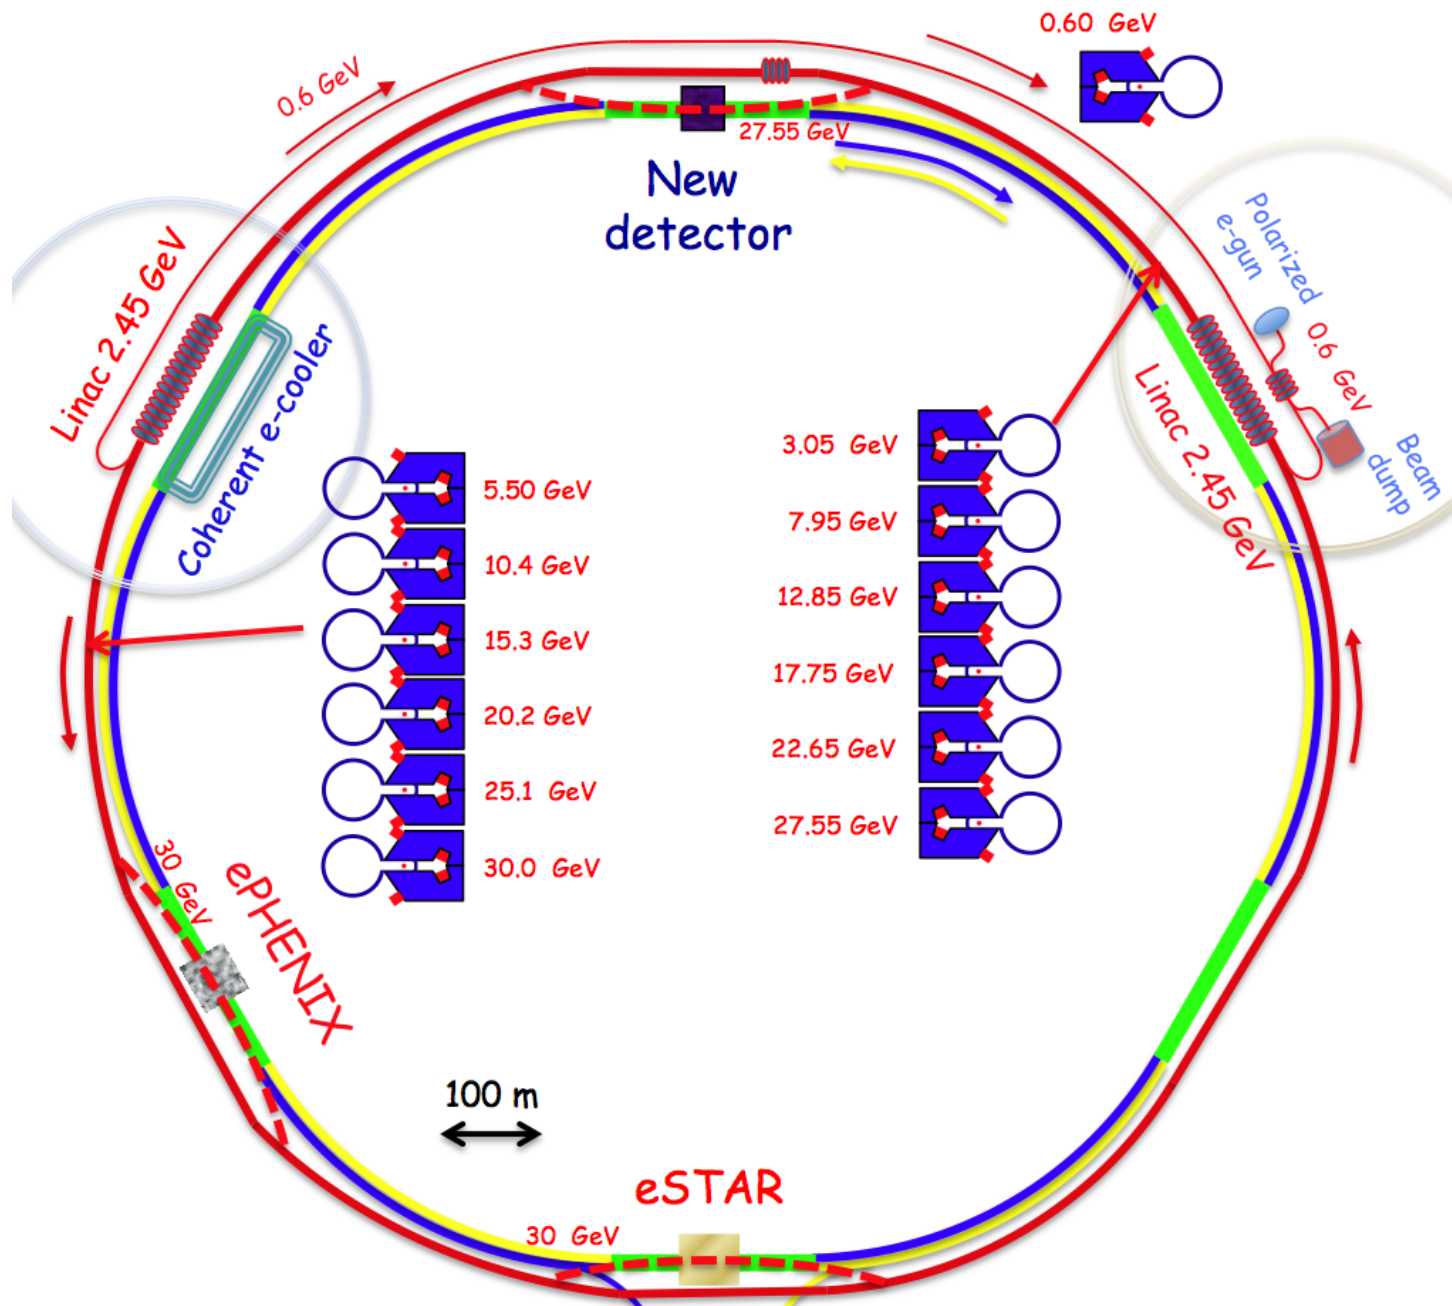 0.60 GeV
0.6 GeV
27.55 GeV
New
detector
Polarized
e-gun
Linac 2.45 GeV
Coherent e-cooler
0.6 GeV
Linac 2.45 GeV
Beam
dump
5.50 GeV
10.4 GeV
15.3 GeV
20.2 GeV
25.1 GeV
30.0 GeV
3.05 GeV
7.95 GeV
12.85 GeV
17.75 GeV
22.65 GeV
27.55 GeV
30 GeV
ePHENIX
100 m
eSTAR
30 GeV